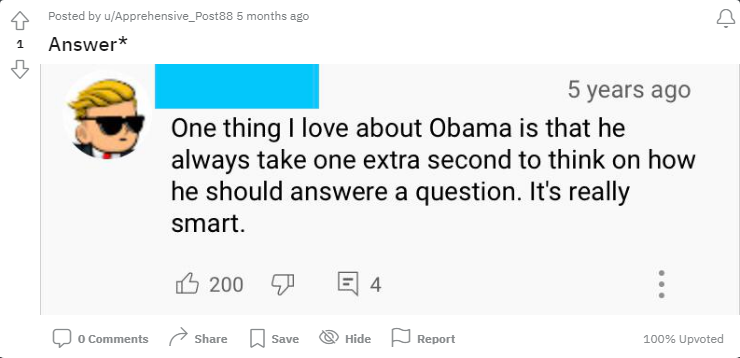 Posted by u/Apprehensive_Post88 5 months ago
1
Answer*
5 years ago
One thing I love about Obama is that he
always take one extra second to think on how
he should answere a question. It's really
smart.
200
4
0 Comments Share Save Hide Report 100% Upvoted